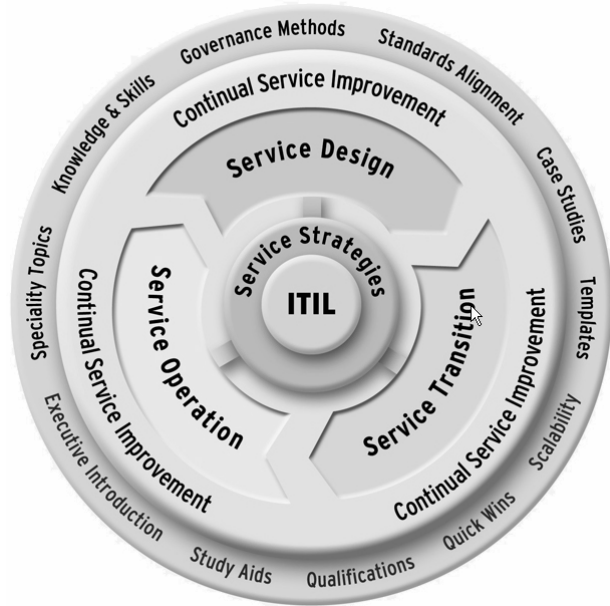 Governance Methods
Standards Alignment
Case Studies
Templates
Scalability
Quick Wins
Qualifications
Study Aids
Executive Introduction
Speciality Topics
Knowledge & Skills
Continual Service Improvement
Continual Service Improvement
Continual Service Improvement
Service Design
Service Transition
Service Operation
Service Strategies
ITIL